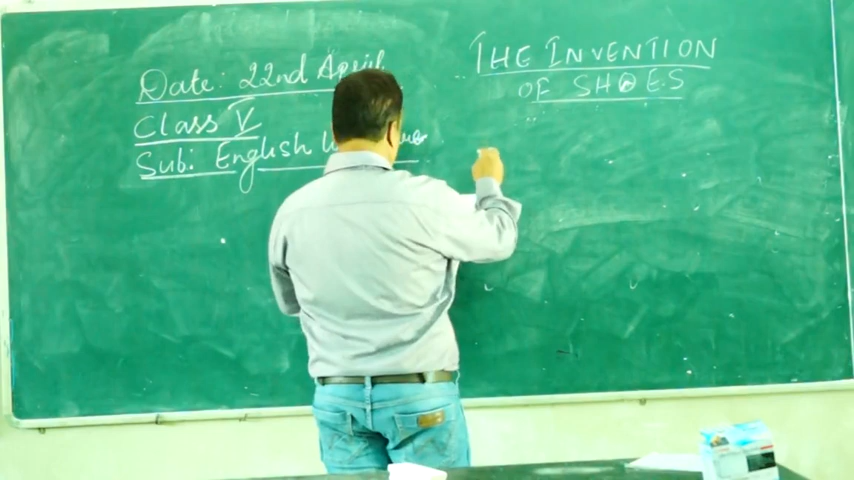 Date: 22nd April
Class V
Sub: English
THE INVENTION
OF SHOES